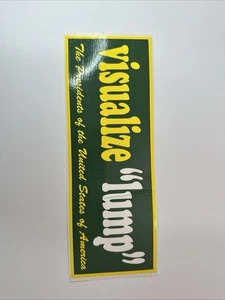 visualize "lump"
The Presidents of the United States of America